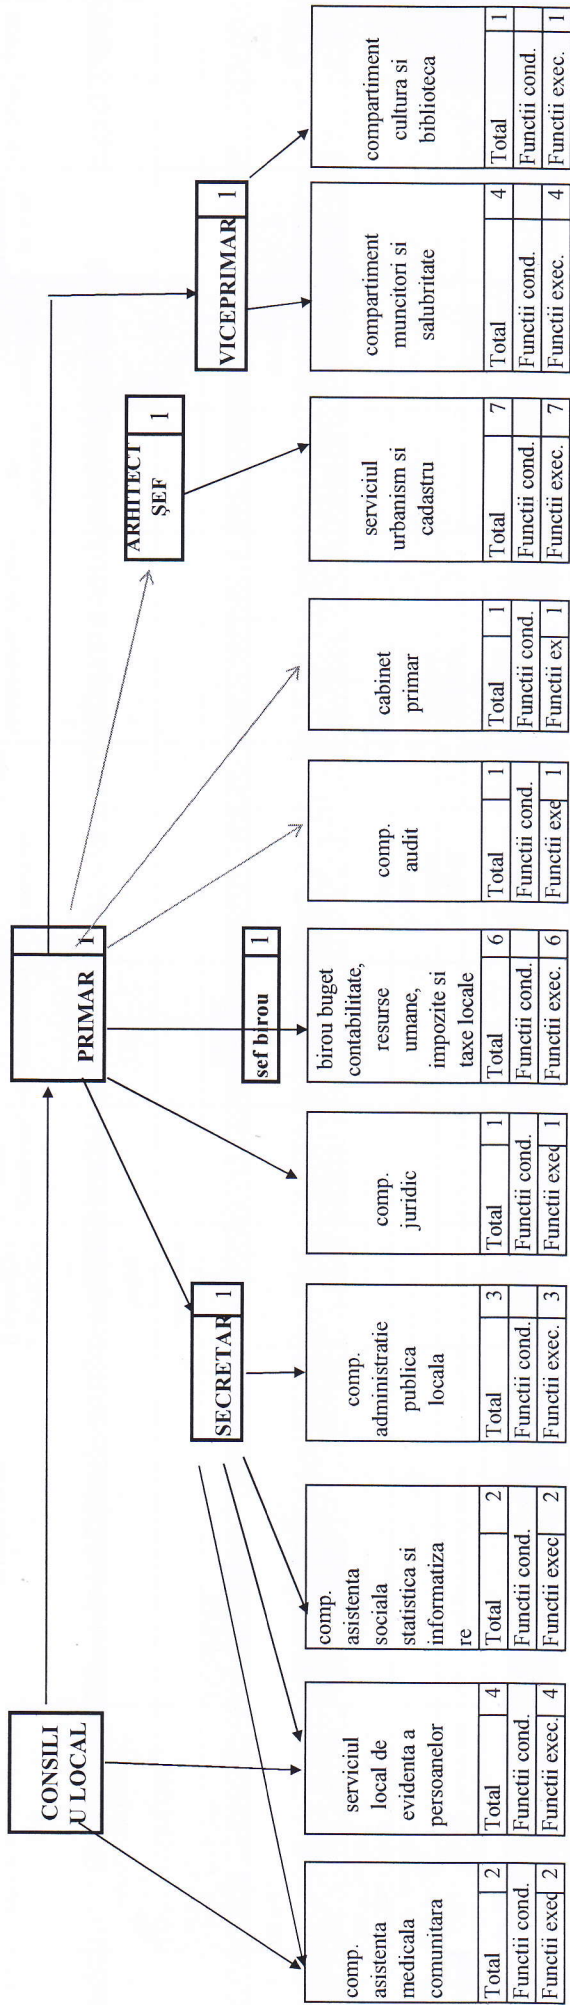 CONSILI
U LOCAL
PRIMAR
1
ARHITECT
ŞEF
1
VICEPRIMAR
1
SECRETAR
1
sef birou
1
comp.
asistenta
medicala
comunitara
Total
2
Functii cond.
Functii exec
2
serviciul
local de
evidenta a
persoanelor
Total
4
Functii cond.
Functii exec.
4
comp.
asistenta
sociala
statistica si
informatiza
re
Total
2
Functii cond.
Functii exec
2
comp.
administratie
publica
locala
Total
3
Functii cond.
Functii exec.
3
comp.
juridic
Total
1
Functii cond.
Functii exec
1
birou buget
contabilitate,
resurse
umane,
impozite si
taxe locale
Total
6
Functii cond.
Functii exec.
6
comp.
audit
Total
1
Functii cond.
Functii exe
1
cabinet
primar
Total
1
Functii cond.
Functii ex
1
serviciul
urbanism si
cadastru
Total
7
Functii cond.
Functii exec.
7
compartiment
muncitori si
salubritate
Total
4
Functii cond.
Functii exec.
4
compartiment
cultura si
biblioteca
Total
1
Functii cond.
Functii exec.
1